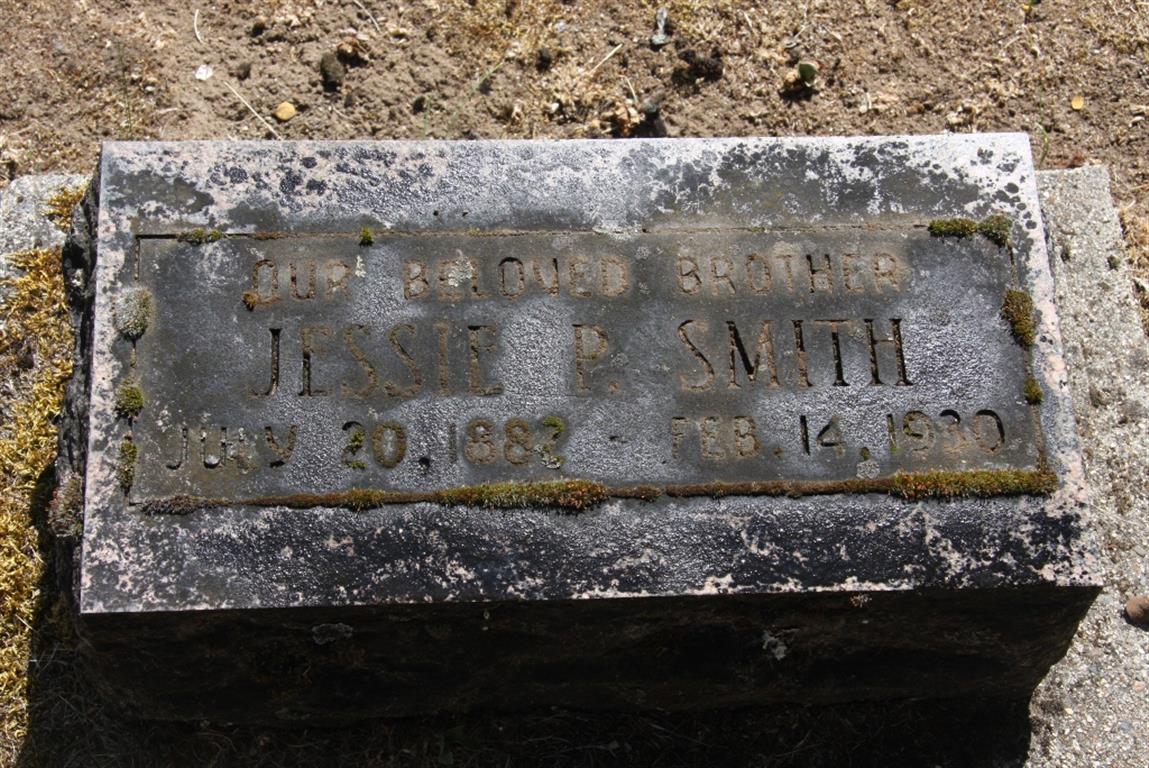 OUR BELOVED BROTHER
JESSIE P. SMITH
JULY 20, 1882 - FEB. 14, 1930